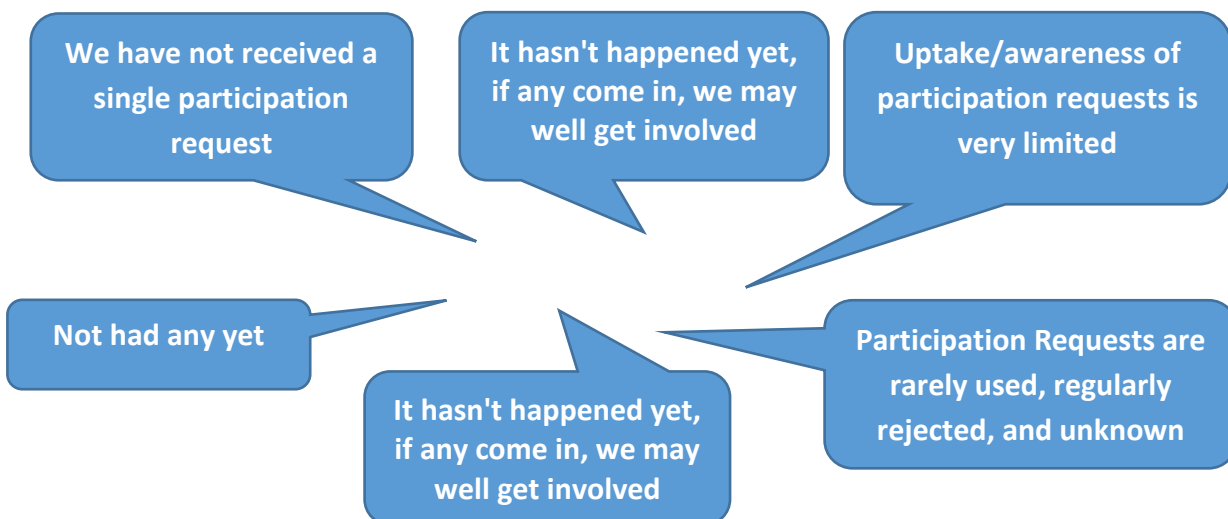 We have not received a
single participation
request
It hasn't happened yet,
if any come in, we may
well get involved
Uptake/awareness of
participation requests is
very limited
Not had any yet
It hasn't happened yet,
if any come in, we may
well get involved
Participation Requests are
rarely used, regularly
rejected, and unknown